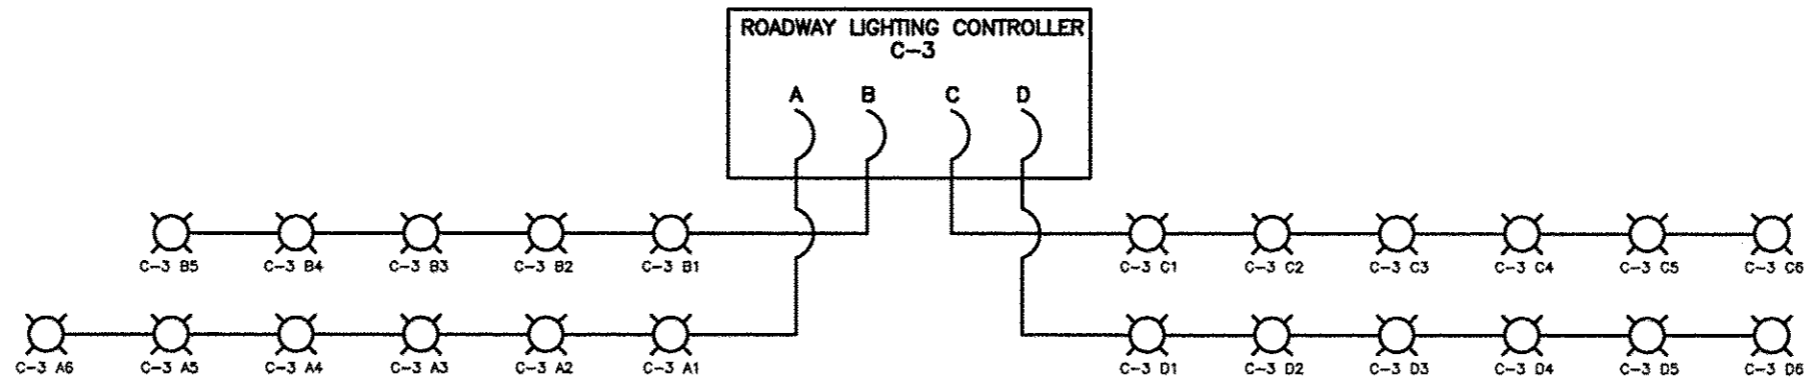 ROADWAY LIGHTING CONTROLLER
C-3
A B C D
C-3 B5 C-3 B4 C-3 B3 C-3 B2 C-3 B1 C-3 C1 C-3 C2 C-3 C3 C-3 C4 C-3 C5 C-3 C6
C-3 A6 C-3 A5 C-3 A4 C-3 A3 C-3 A2 C-3 A1 C-3 D1 C-3 D2 C-3 D3 C-3 D4 C-3 D5 C-3 D6